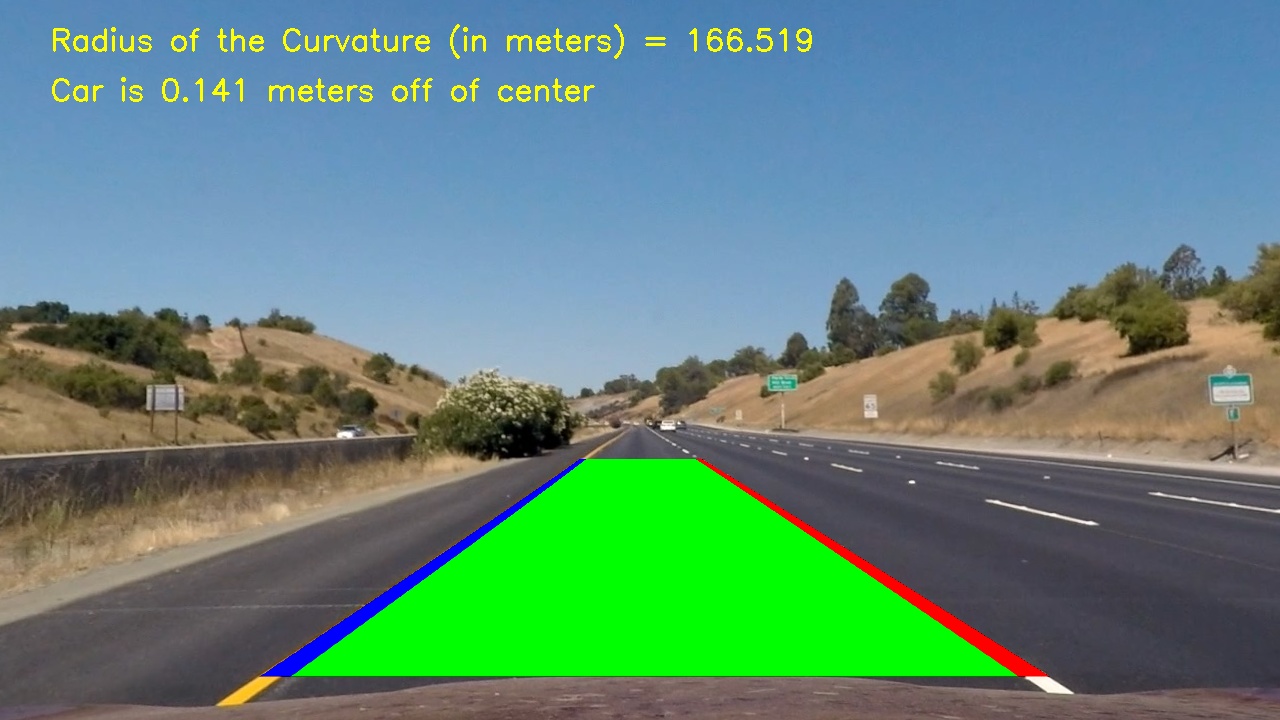 Radius of the Curvature (in meters) = 166.519
Car is 0.141 meters off of center